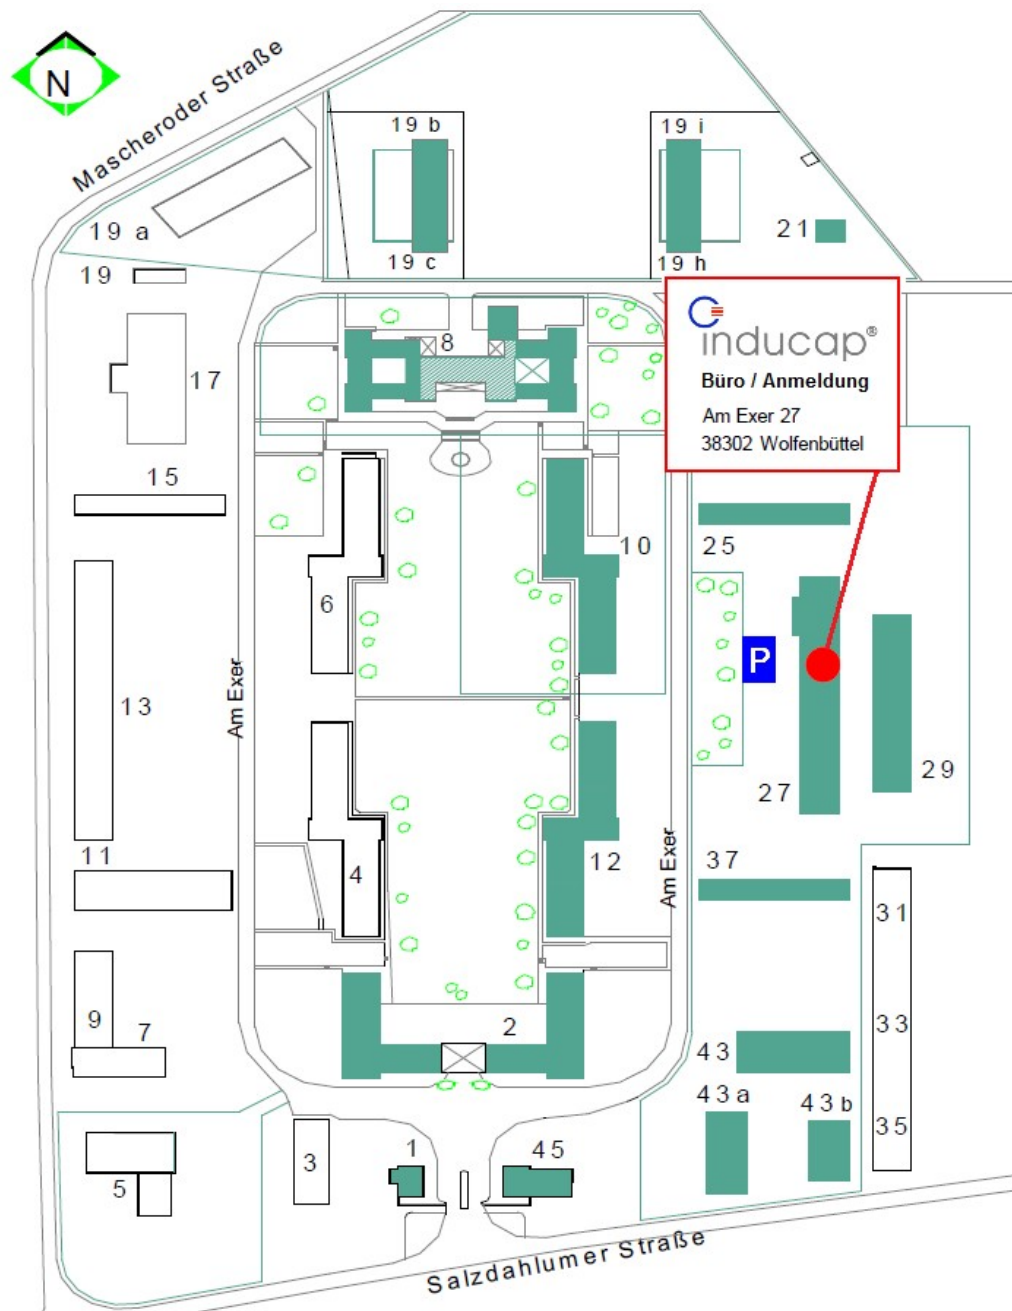 N
Mascheroder Straße
19 b
19 i
19 a
19 c
19 h
21
19
8
inducap®
Büro / Anmeldung
Am Exer 27
38302 Wolfenbüttel
17
15
10
25
6
P
13
Am Exer
27
29
11
4
12
Am Exer
37
31
9
7
2
33
43
43a
43b
35
5
3
1
45
Salzdahlumer Straße